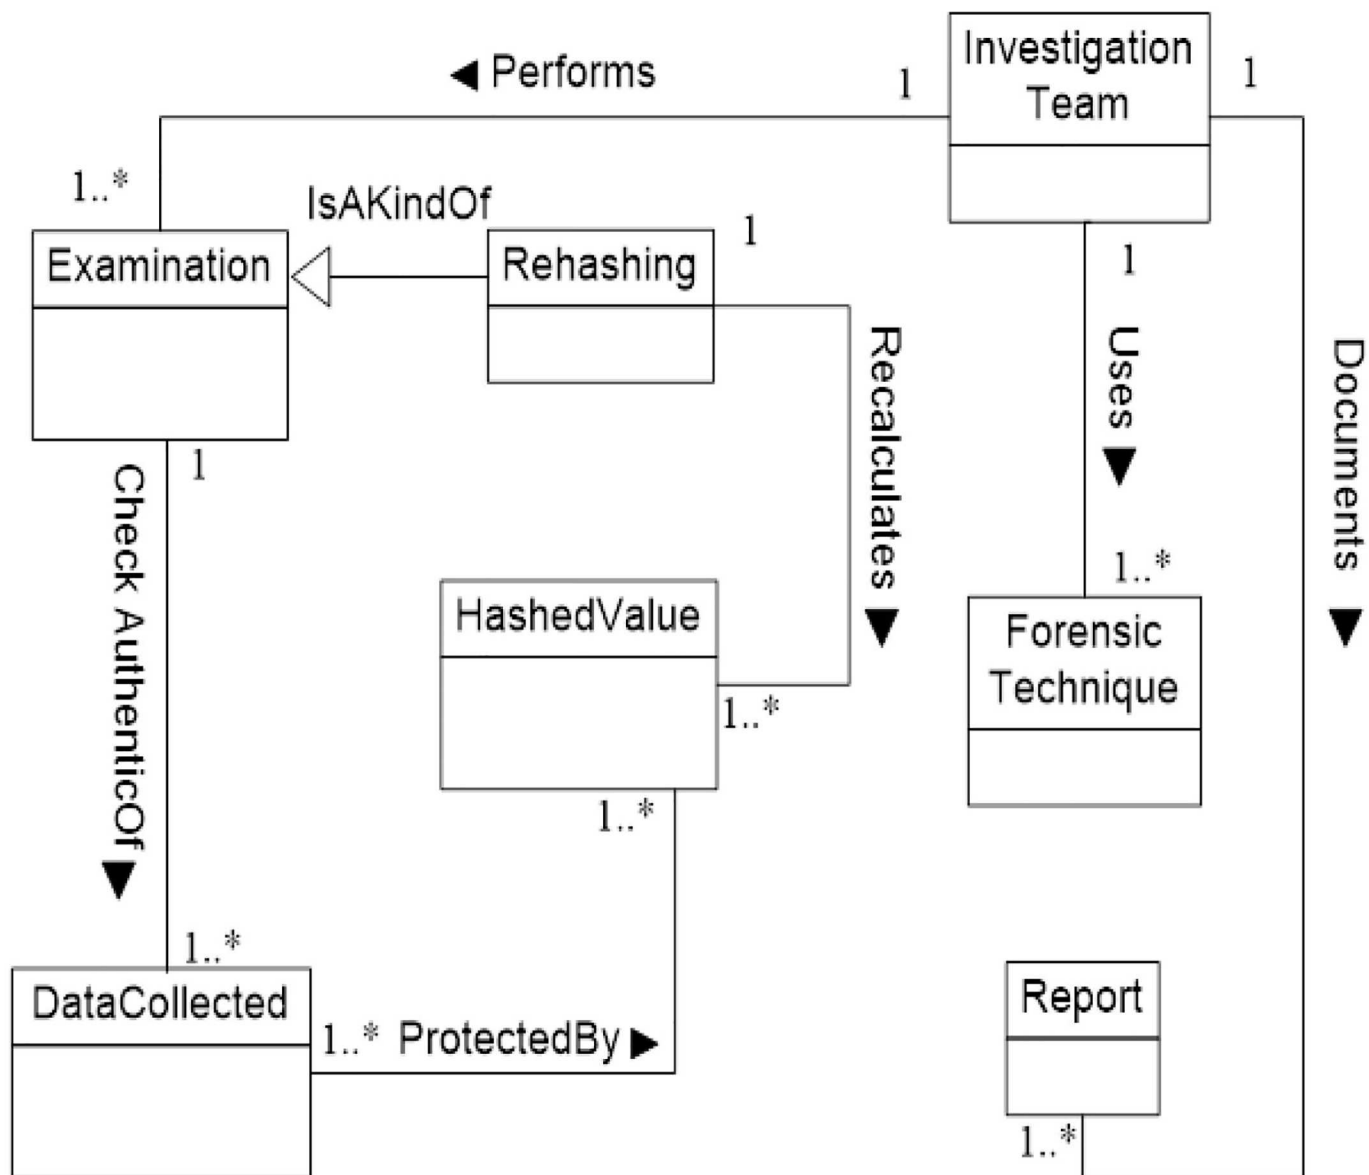 Investigation
Team
Performs
1
1
1..*
IsAKindOf
Examination
Rehashing
1
1
Recalculates
Uses
Documents
1
Check AuthenticOf
1..*
HashedValue
Forensic
Technique
1..*
1..*
1..*
DataCollected
Report
1..* ProtectedBy
1..*